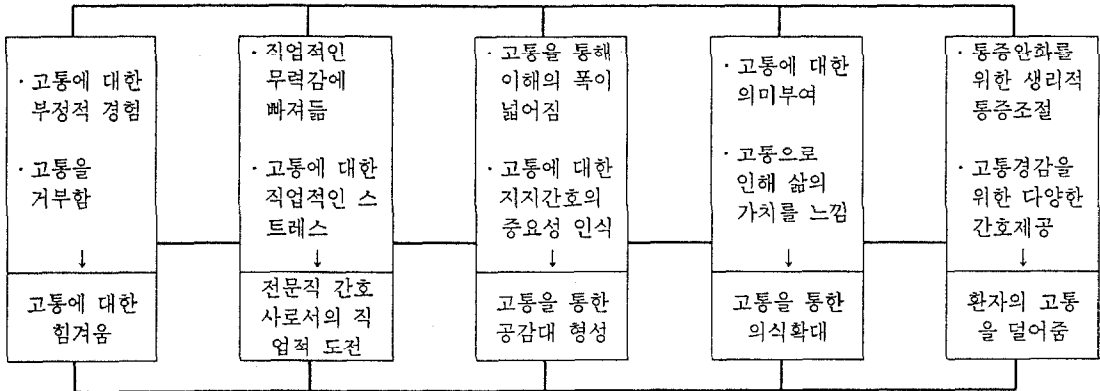 · 고통에 대한
부정적 경험
· 고통을
거부함
↓
고통에 대한
힘겨움
· 직업적인
무력감에
빠져듦
· 고통에 대한
직업적인 스
트레스
↓
전문직 간호
사로서의 직
업적 도전
· 고통을 통해
이해의 폭이
넓어짐
· 고통에 대한
지지간호의
중요성 인식
↓
고통을 통한
공감대 형성
· 고통에 대한
의미부여
· 고통으로
인해 삶의
가치를 느낌
↓
고통을 통한
의식확대
· 통증완화를
위한 생리적
통증조절
· 고통경감을
위한 다양한
간호제공
↓
환자의 고통
을 덜어줌